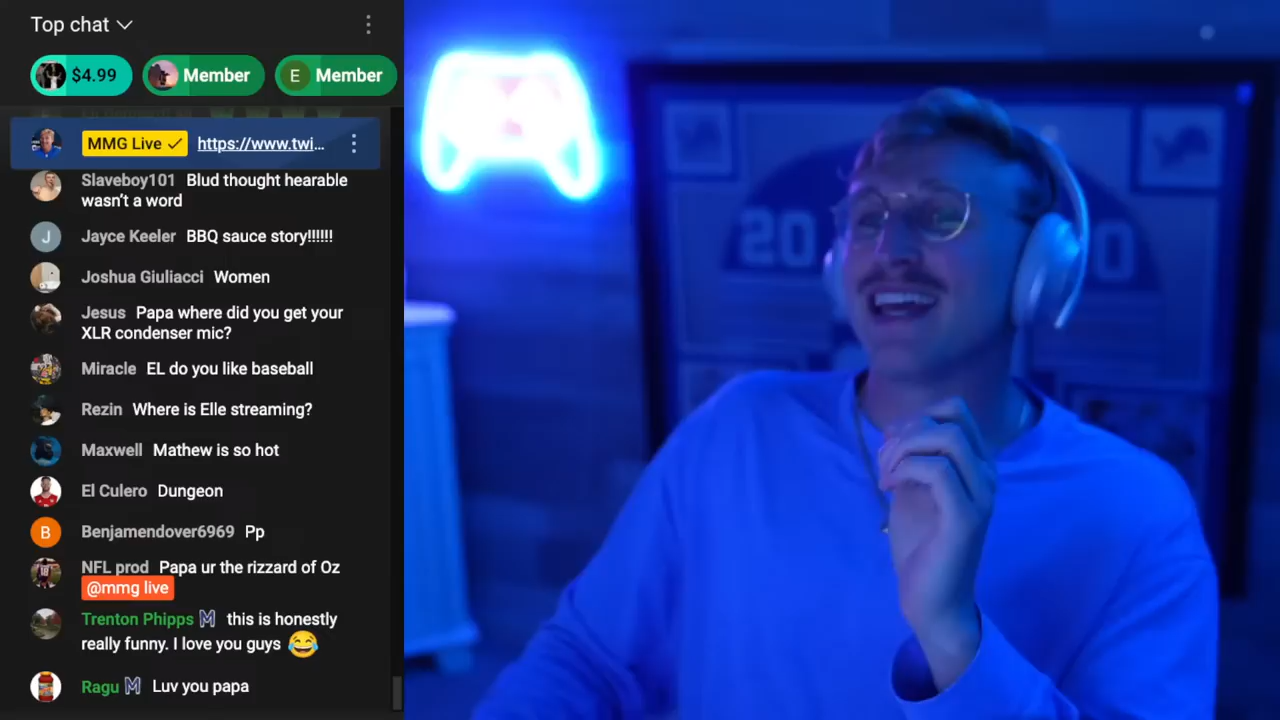 Top chat
$4.99
Member
E
Member
MMG Live
https://www.twi...
Slaveboy101 Blud thought hearable
wasn't a word
J
Jayce Keeler BBQ sauce story!!!!!!
Joshua Giuliacci Women
Jesus Papa where did you get your
XLR condenser mic?
Miracle EL do you like baseball
Rezin Where is Elle streaming?
Maxwell Mathew is so hot
El Culero Dungeon
B
Benjamendover6969 Pp
NFL prod Papa ur the rizzard of Oz
@mmg live
Trenton Phipps M this is honestly
really funny. I love you guys 😂
Ragu M Luv you papa
20
0